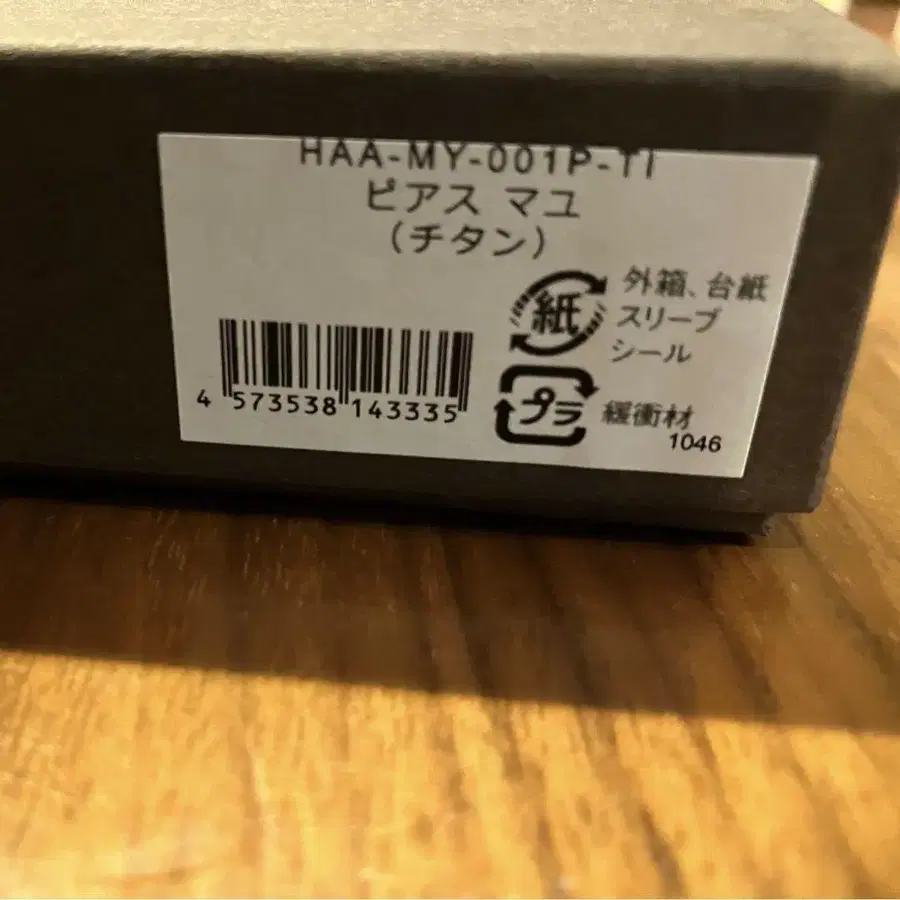 HAA-MY-001P-TI
ピアス マユ
（チタン）
紙 外箱、台紙
スリーブ
シール
プラ 緩衝材
4 573538 143335
1046